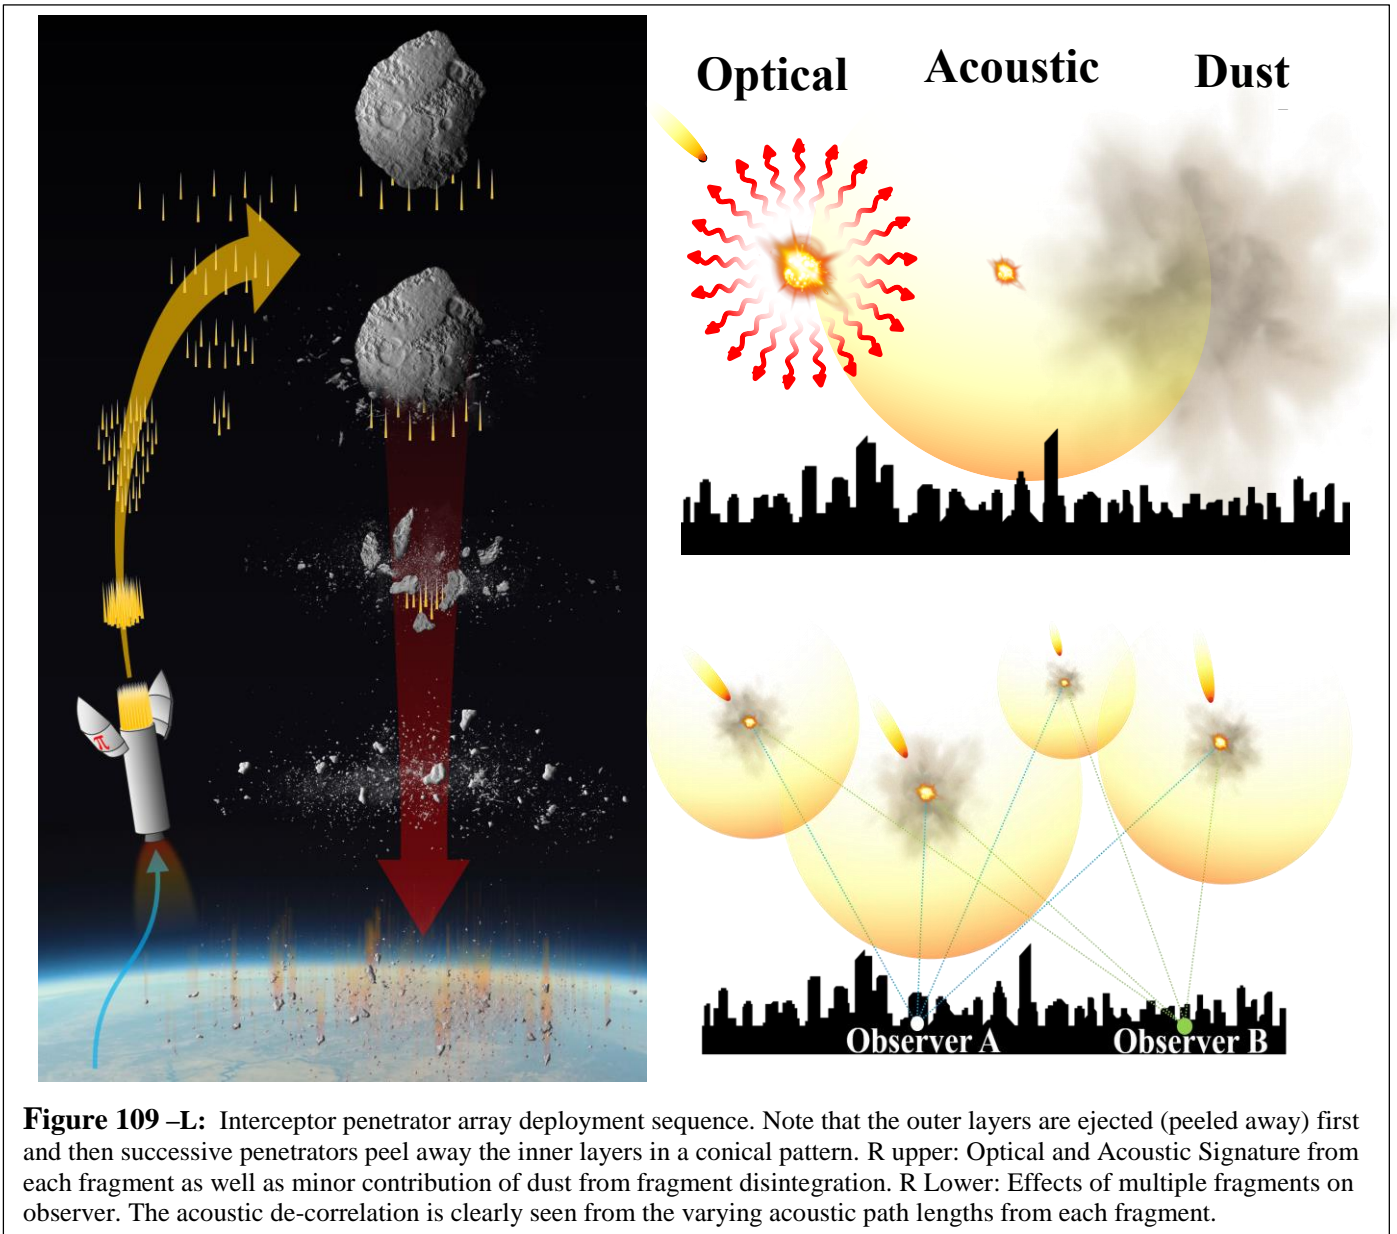 Optical
Acoustic
Dust
π
Observer A
Observer B
Figure 109 –L: Interceptor penetrator array deployment sequence. Note that the outer layers are ejected (peeled away) first
and then successive penetrators peel away the inner layers in a conical pattern. R upper: Optical and Acoustic Signature from
each fragment as well as minor contribution of dust from fragment disintegration. R Lower: Effects of multiple fragments on
observer. The acoustic de-correlation is clearly seen from the varying acoustic path lengths from each fragment.